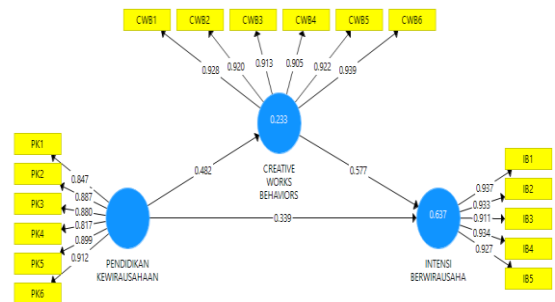 CWB1 CWB2 CWB3 CWB4 CWB5 CWB6
0.928 0.920 0.913 0.905 0.922 0.939
0.233
CREATIVE
WORKS
BEHAVIORS
PK1
PK2
PK3
PK4
PK5
PK6
0.847
0.887
0.880
0.817
0.899
0.912
0.482
0.577
0.339
PENDIDIKAN
KEWIRAUSAHAAN
0.637
INTENSI
BERWIRAUSAHA
0.937
0.933
0.911
0.934
0.927
IB1
IB2
IB3
IB4
IB5